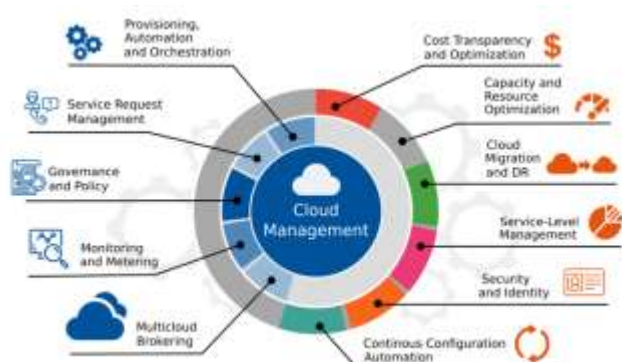 Provisioning,
Automation
and Orchestration
Service Request
Management
Governance
and Policy
Monitoring
and Metering
Multicloud
Brokering
Cloud
Management
Cost Transparency
and Optimization
$
Capacity and
Resource
Optimization
Cloud
Migration
and DR
Service-Level
Management
Security
and Identity
Continous Configuration
Automation